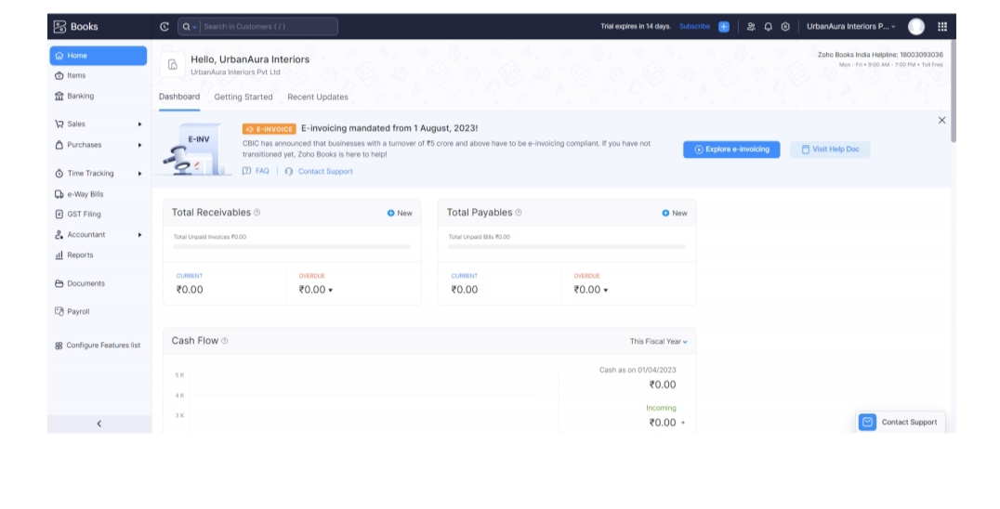 Books
Search in Customers ( / )
Trial expires in 14 days. Subscribe
UrbanAura Interiors P...
Home
Items
Banking
Sales
Purchases
Time Tracking
e-Way Bills
GST Filing
Accountant
Reports
Documents
Payroll
Configure Features list
Hello, UrbanAura Interiors
UrbanAura Interiors Pvt Ltd
Zoho Books India Helpline: 18003093036
Mon - Fri • 9:00 AM - 7:00 PM • Toll Free
Dashboard Getting Started Recent Updates
E-INV
E-INVOICE E-invoicing mandated from 1 August, 2023!
CBIC has announced that businesses with a turnover of ₹5 crore and above have to be e-invoicing compliant. If you have not
transitioned yet, Zoho Books is here to help!
FAQ | Contact Support
Explore e-invoicing
Visit Help Doc
Total Receivables New
Total Unpaid Invoices ₹0.00
CURRENT OVERDUE
₹0.00 ₹0.00
Total Payables New
Total Unpaid Bills ₹0.00
CURRENT OVERDUE
₹0.00 ₹0.00
Cash Flow This Fiscal Year
5 K
4 K
3 K
Cash as on 01/04/2023
₹0.00
Incoming
₹0.00 +
Contact Support